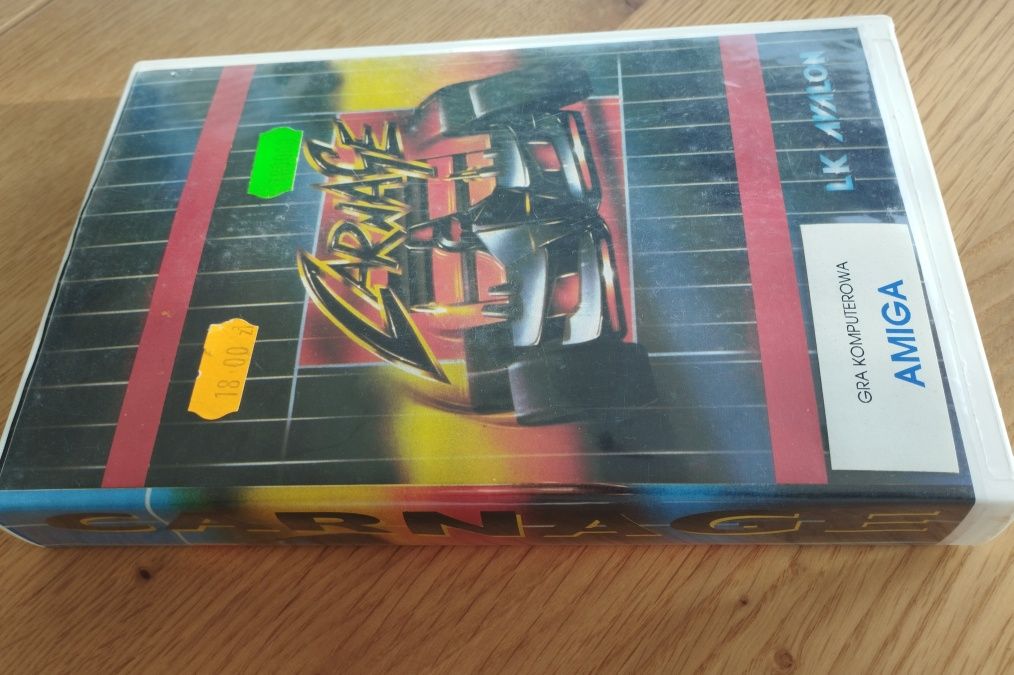 CARNAGE
18.00 zł
LK AVALON
GRA KOMPUTEROWA
AMIGA
CARNAGE